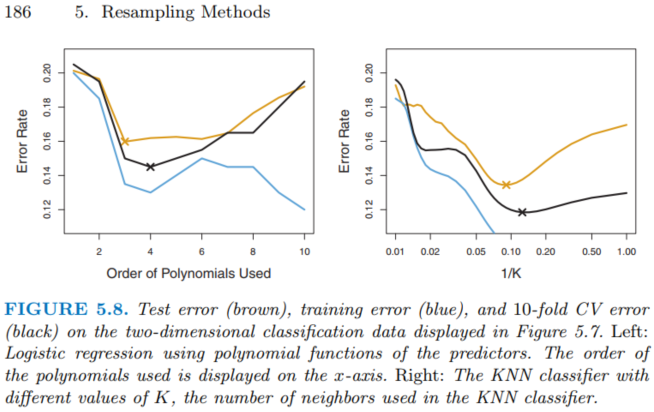 186 5. Resampling Methods
Error Rate
0.12 0.14 0.16 0.18 0.20
2 4 6 8 10
Order of Polynomials Used
Error Rate
0.12 0.14 0.16 0.18 0.20
0.01 0.02 0.05 0.10 0.20 0.50 1.00
1/K
FIGURE 5.8. Test error (brown), training error (blue), and 10-fold CV error
(black) on the two-dimensional classification data displayed in Figure 5.7. Left:
Logistic regression using polynomial functions of the predictors. The order of
the polynomials used is displayed on the x-axis. Right: The KNN classifier with
different values of K, the number of neighbors used in the KNN classifier.